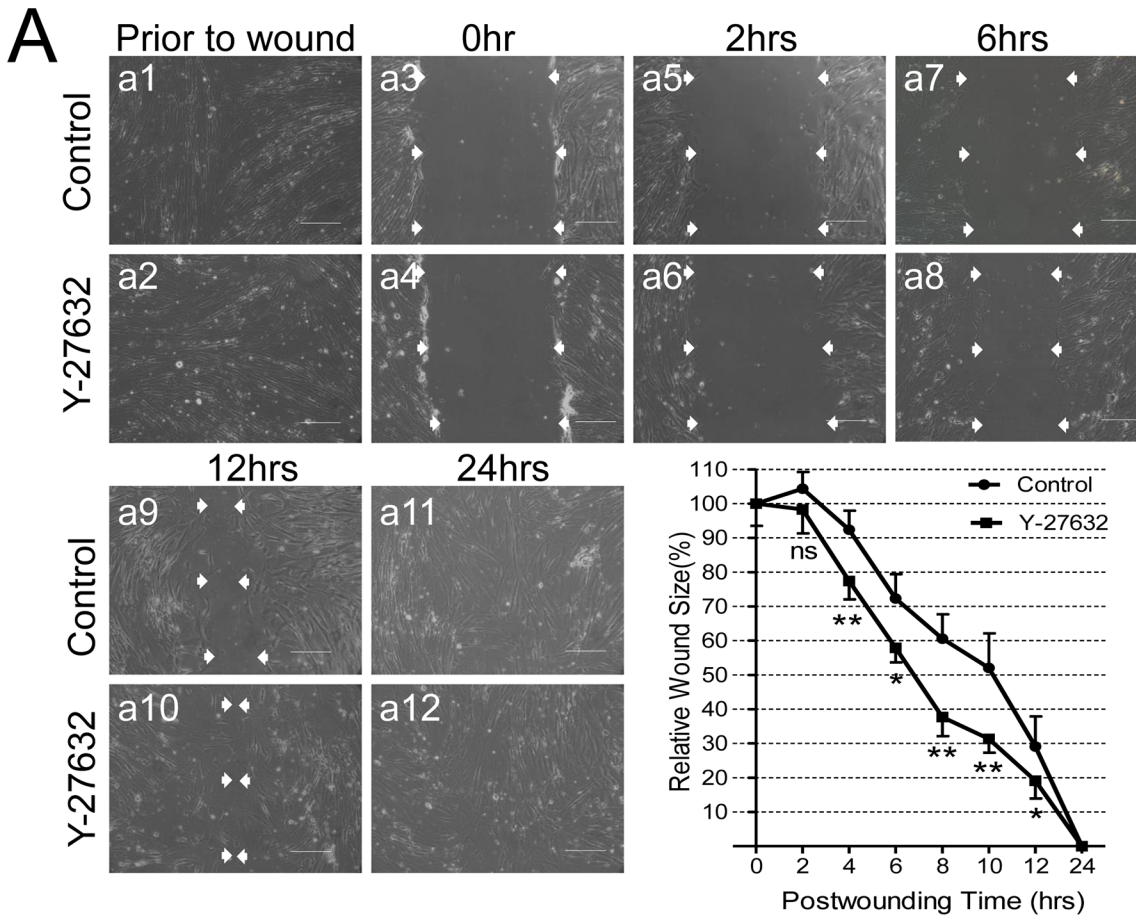 A
Prior to wound 0hr 2hrs 6hrs
Control
a1 a3 a5 a7
Y-27632
a2 a4 a6 a8
12hrs 24hrs
Control
a9 a11
Y-27632
a10 a12
Relative Wound Size(%)
110
100
90
80
70
60
50
40
30
20
10
Control
Y-27632
ns
**
*
**
**
*
0 2 4 6 8 10 12 24
Postwounding Time (hrs)